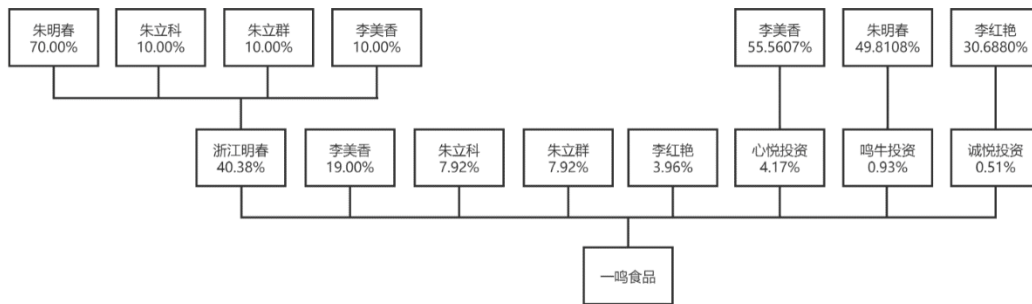 朱明春
70.00%
朱立科
10.00%
朱立群
10.00%
李美香
10.00%
李美香
55.5607%
朱明春
49.8108%
李红艳
30.6880%
浙江明春
40.38%
李美香
19.00%
朱立科
7.92%
朱立群
7.92%
李红艳
3.96%
心悦投资
4.17%
鸣牛投资
0.93%
诚悦投资
0.51%
一鸣食品